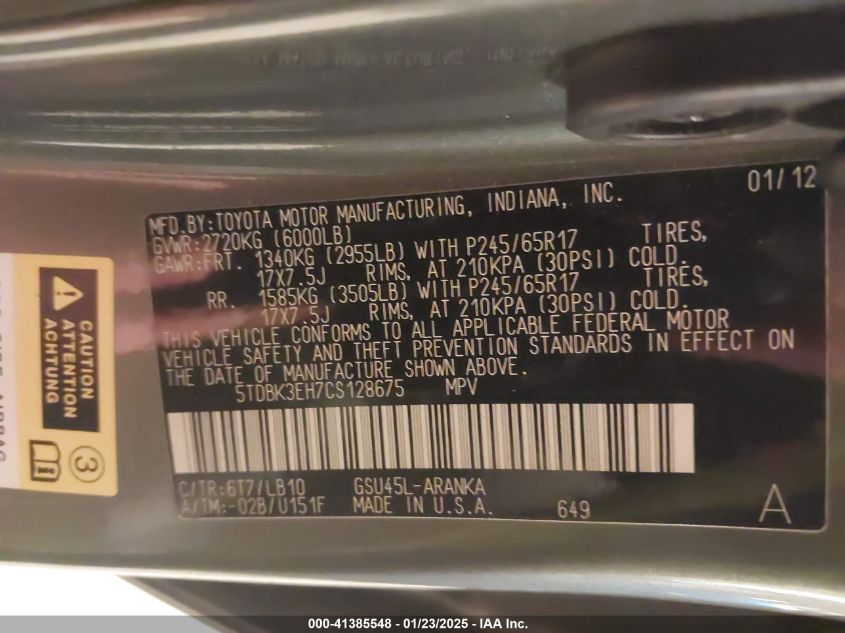 01/12
MFD.BY:TOYOTA MOTOR MANUFACTURING, INDIANA, INC.
GVWR:2720KG (6000LB)
GAWR:FRT. 1340KG (2955LB) WITH P245/65R17 TIRES,
17X7.5J RIMS, AT 210KPA (30PSI) COLD.
RR. 1585KG (3505LB) WITH P245/65R17 TIRES,
17X7.5J RIMS, AT 210KPA (30PSI) COLD.
THIS VEHICLE CONFORMS TO ALL APPLICABLE FEDERAL MOTOR
VEHICLE SAFETY AND THEFT PREVENTION STANDARDS IN EFFECT ON
THE DATE OF MANUFACTURE SHOWN ABOVE.
5TDBK3EH7CS128675 MPV
C/TR:6T7/LB10 GSU45L-ARANKA
A/TM:-02B/U151F MADE IN U.S.A. 649 A
CAUTION
ATTENTION
ACHTUNG
3
000-41385548 - 01/23/2025 - IAA Inc.